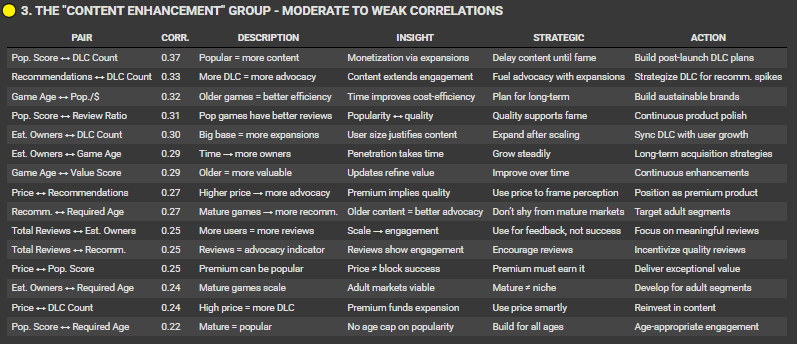 3. THE "CONTENT ENHANCEMENT" GROUP - MODERATE TO WEAK CORRELATIONS
PAIR CORR. DESCRIPTION INSIGHT STRATEGIC ACTION
Pop. Score ↔ DLC Count 0.37 Popular = more content Monetization via expansions Delay content until fame Build post-launch DLC plans
Recommendations ↔ DLC Count 0.33 More DLC = more advocacy Content extends engagement Fuel advocacy with expansions Strategize DLC for recomm. spikes
Game Age ↔ Pop./$ 0.32 Older games = better efficiency Time improves cost-efficiency Plan for long-term Build sustainable brands
Pop. Score ↔ Review Ratio 0.31 Pop games have better reviews Popularity ↔ quality Quality supports fame Continuous product polish
Est. Owners ↔ DLC Count 0.30 Big base = more expansions User size justifies content Expand after scaling Sync DLC with user growth
Est. Owners ↔ Game Age 0.29 Time → more owners Penetration takes time Grow steadily Long-term acquisition strategies
Game Age ↔ Value Score 0.29 Older = more valuable Updates refine value Improve over time Continuous enhancements
Price ↔ Recommendations 0.27 Higher price → more advocacy Premium implies quality Use price to frame perception Position as premium product
Recomm. ↔ Required Age 0.27 Mature games → more recomm. Older content = better advocacy Don't shy from mature markets Target adult segments
Total Reviews ↔ Est. Owners 0.25 More users = more reviews Scale → engagement Use for feedback, not success Focus on meaningful reviews
Total Reviews ↔ Recomm. 0.25 Reviews = advocacy indicator Reviews show engagement Encourage reviews Incentivize quality reviews
Price ↔ Pop. Score 0.25 Premium can be popular Price ≠ block success Premium must earn it Deliver exceptional value
Est. Owners ↔ Required Age 0.24 Mature games scale Adult markets viable Mature ≠ niche Develop for adult segments
Price ↔ DLC Count 0.24 High price = more DLC Premium funds expansion Use price smartly Reinvest in content
Pop. Score ↔ Required Age 0.22 Mature = popular No age cap on popularity Build for all ages Age-appropriate engagement